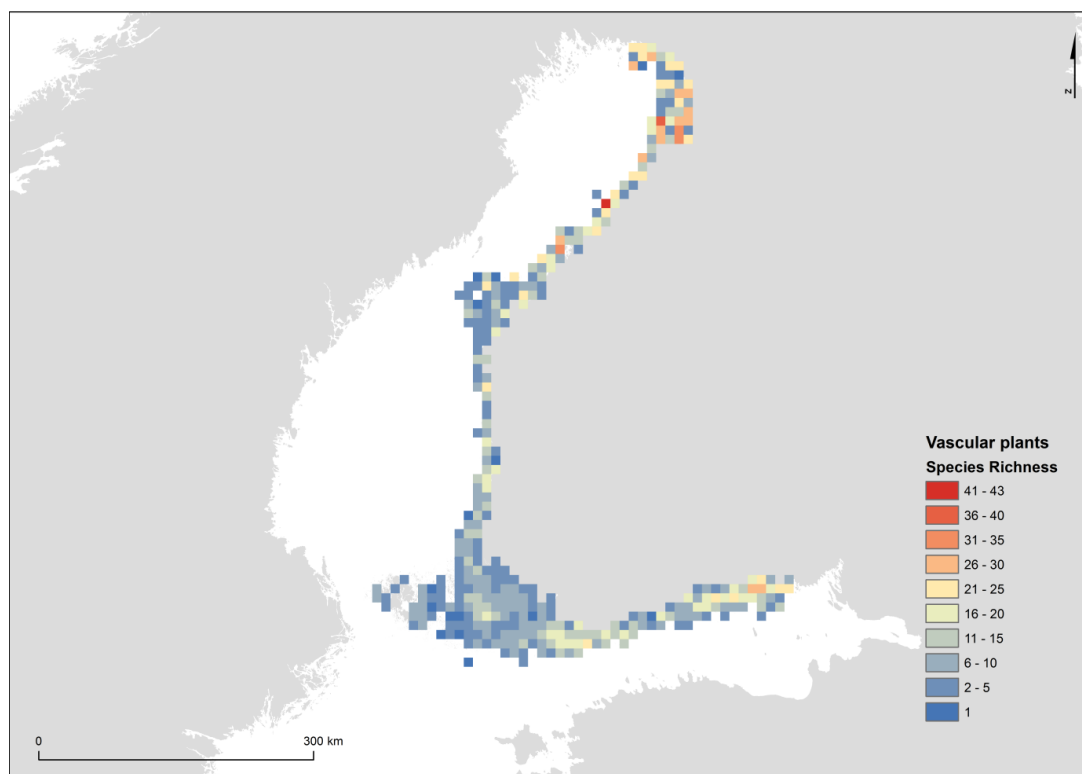 N
Vascular plants
Species Richness
41 - 43
36 - 40
31 - 35
26 - 30
21 - 25
16 - 20
11 - 15
6 - 10
2 - 5
1
0 300 km